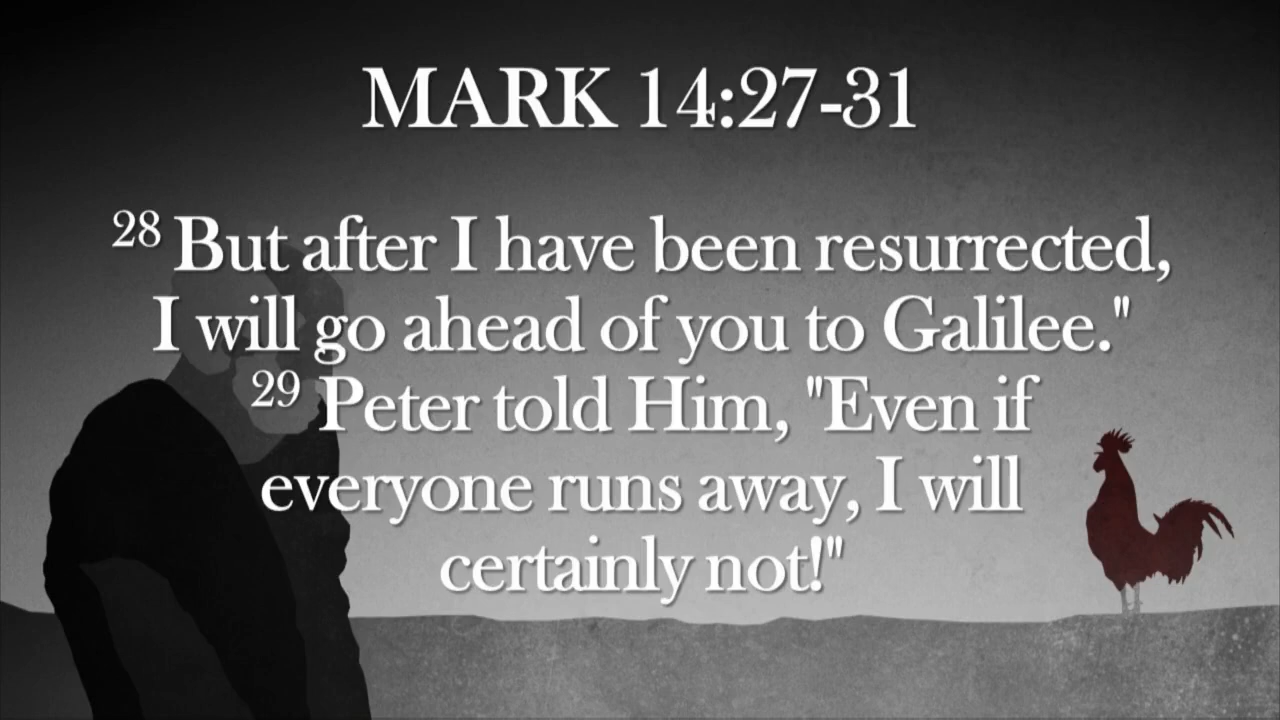 MARK 14:27-31
28 But after I have been resurrected,
I will go ahead of you to Galilee."
29 Peter told Him, "Even if
everyone runs away, I will
certainly not!"